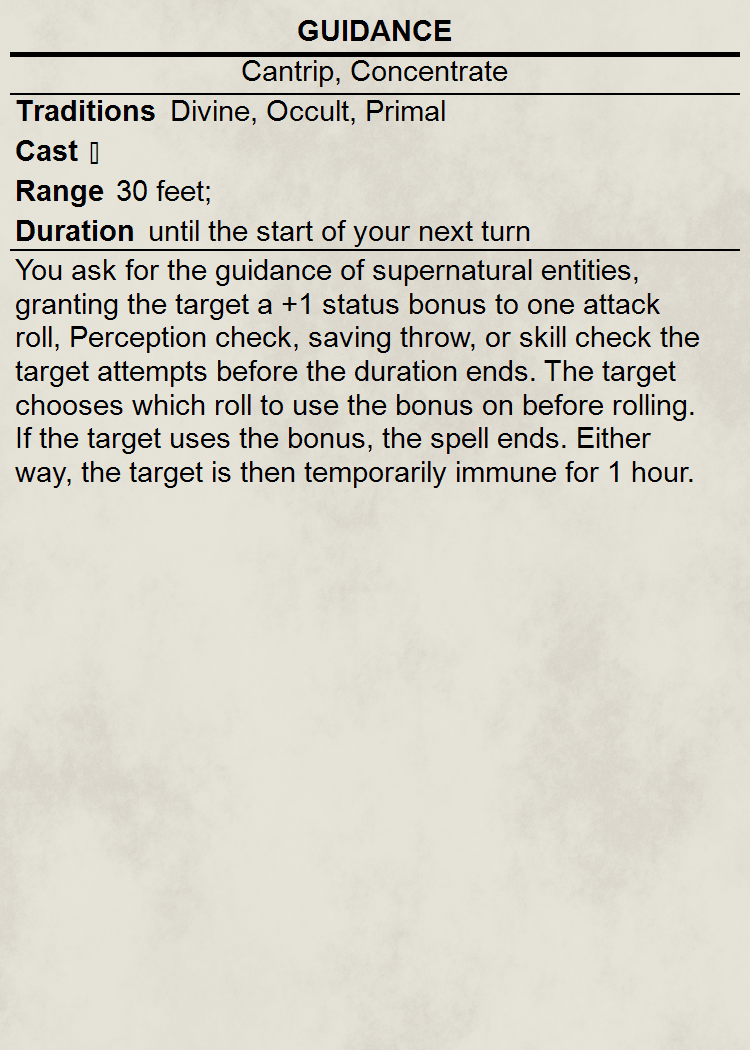 GUIDANCE
Cantrip, Concentrate
Traditions Divine, Occult, Primal
Cast
Range 30 feet;
Duration until the start of your next turn
You ask for the guidance of supernatural entities,
granting the target a +1 status bonus to one attack
roll, Perception check, saving throw, or skill check the
target attempts before the duration ends. The target
chooses which roll to use the bonus on before rolling.
If the target uses the bonus, the spell ends. Either
way, the target is then temporarily immune for 1 hour.